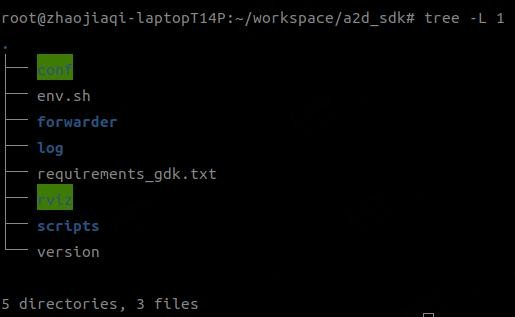 root@zhaojiaqi-laptopT14P:~/workspace/a2d_sdk# tree -L 1
.
├── conf
├── env.sh
├── forwarder
├── log
├── requirements_gdk.txt
├── rviz
├── scripts
└── version
5 directories, 3 files